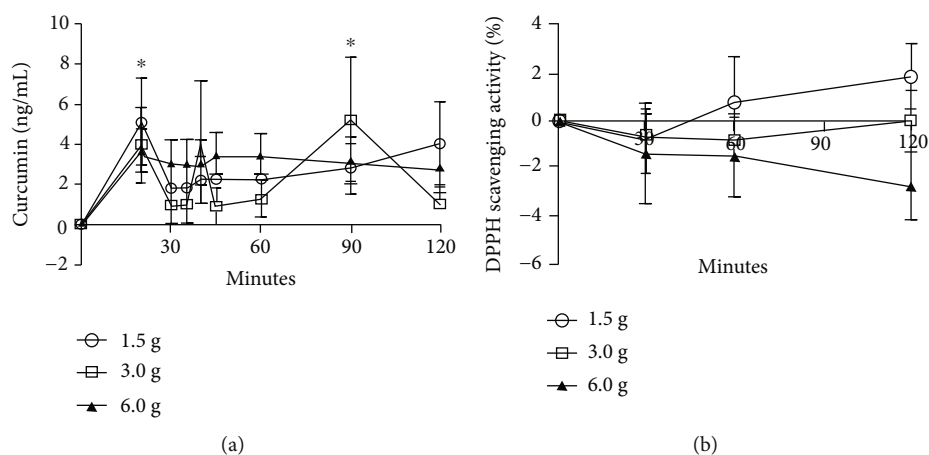 10
8
6
4
2
0
−2
Curcumin (ng/mL)
*
*
30
60
90
120
Minutes
1.5 g
3.0 g
6.0 g
(a)
4
2
0
−2
−4
−6
DPPH scavenging activity (%)
30
60
90
120
Minutes
1.5 g
3.0 g
6.0 g
(b)